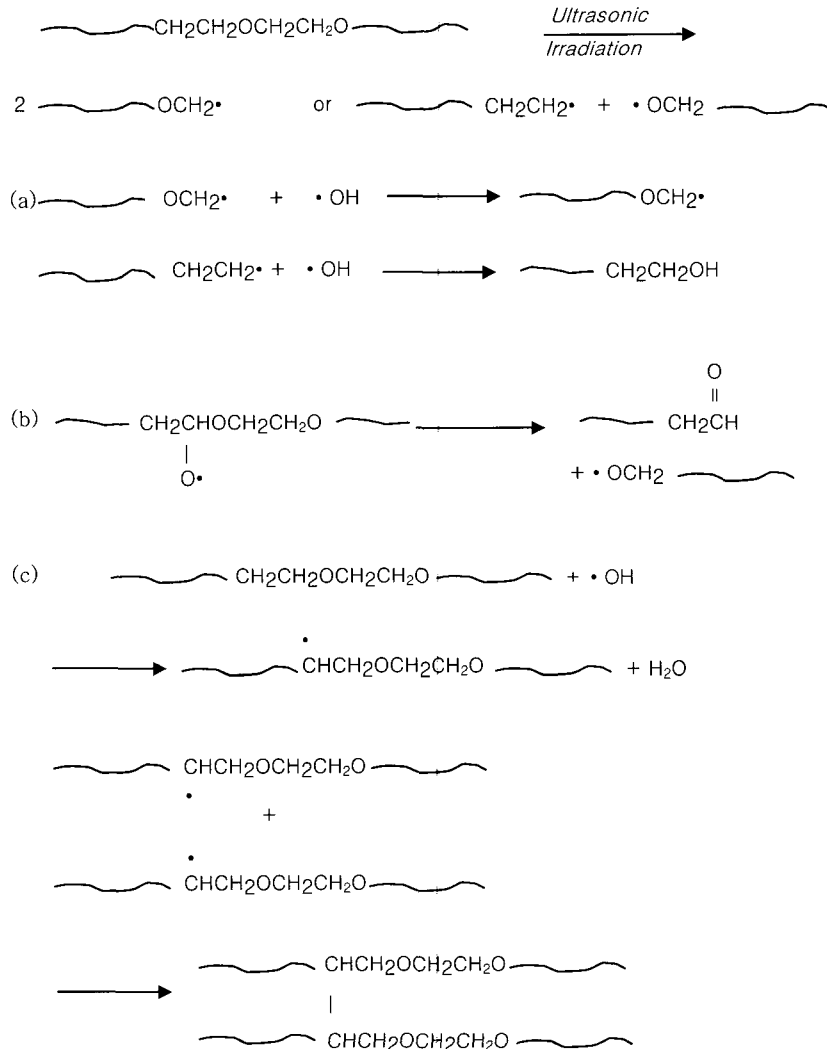 CH2CH2OCH2CH2O Ultrasonic
Irradiation
2 OCH2• or CH2CH2• + • OCH2
(a) OCH2• + • OH OCH2•
CH2CH2• + • OH CH2CH2OH
O
(b) CH2CHOCH2CH2O CH2CH
O•
+ • OCH2
(c) CH2CH2OCH2CH2O + • OH
•
CHCH2OCH2CH2O + H2O
CHCH2OCH2CH2O
•
+
•
CHCH2OCH2CH2O
CHCH2OCH2CH2O
CHCH2OCH2CH2O